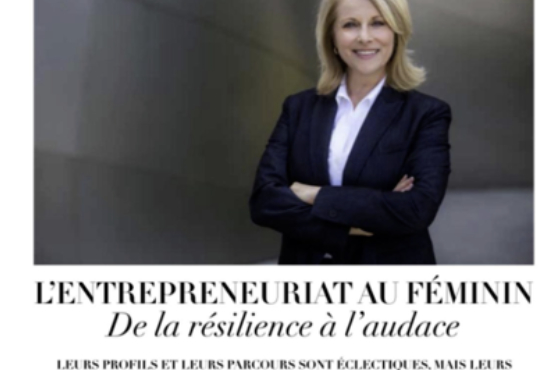 L'ENTREPRENEURIAT AU FÉMININ
De la résilience à l'audace
LEURS PROFILS ET LEURS PARCOURS SONT ÉCLECTIQUES, MAIS LEURS